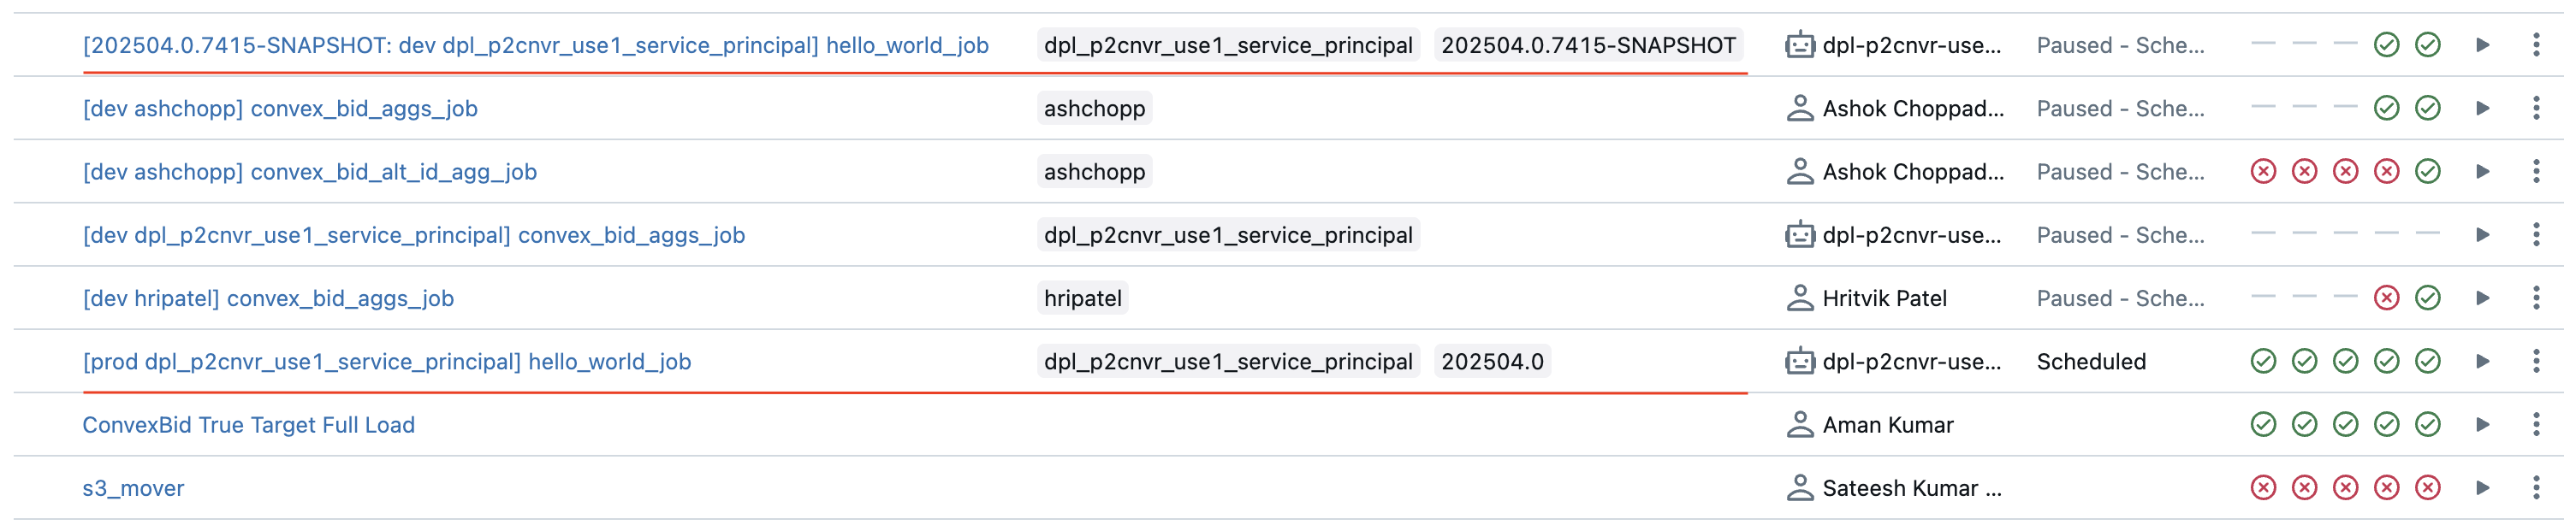 [202504.0.7415-SNAPSHOT: dev dpl_p2cnvr_use1_service_principal] hello_world_job dpl_p2cnvr_use1_service_principal 202504.0.7415-SNAPSHOT dpl-p2cnvr-use... Paused - Sche...
[dev ashchopp] convex_bid_aggs_job ashchopp Ashok Choppad... Paused - Sche...
[dev ashchopp] convex_bid_alt_id_agg_job ashchopp Ashok Choppad... Paused - Sche...
[dev dpl_p2cnvr_use1_service_principal] convex_bid_aggs_job dpl_p2cnvr_use1_service_principal dpl-p2cnvr-use... Paused - Sche...
[dev hripatel] convex_bid_aggs_job hripatel Hritvik Patel Paused - Sche...
[prod dpl_p2cnvr_use1_service_principal] hello_world_job dpl_p2cnvr_use1_service_principal 202504.0 dpl-p2cnvr-use... Scheduled
ConvexBid True Target Full Load Aman Kumar
s3_mover Sateesh Kumar ...